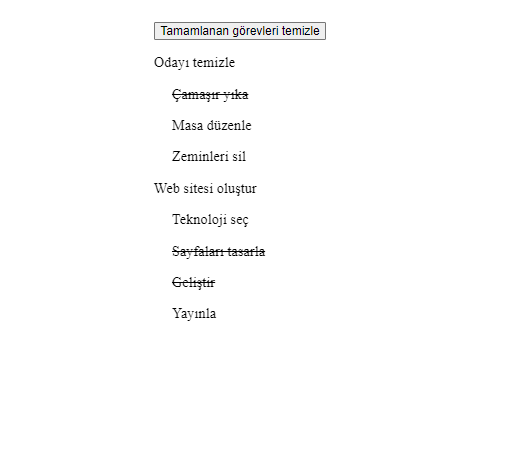 Tamamlanan görevleri temizle
Odayı temizle
Çamaşır yıka
Masa düzenle
Zeminleri sil
Web sitesi oluştur
Teknoloji seç
Sayfaları tasarla
Geliştir
Yayınla